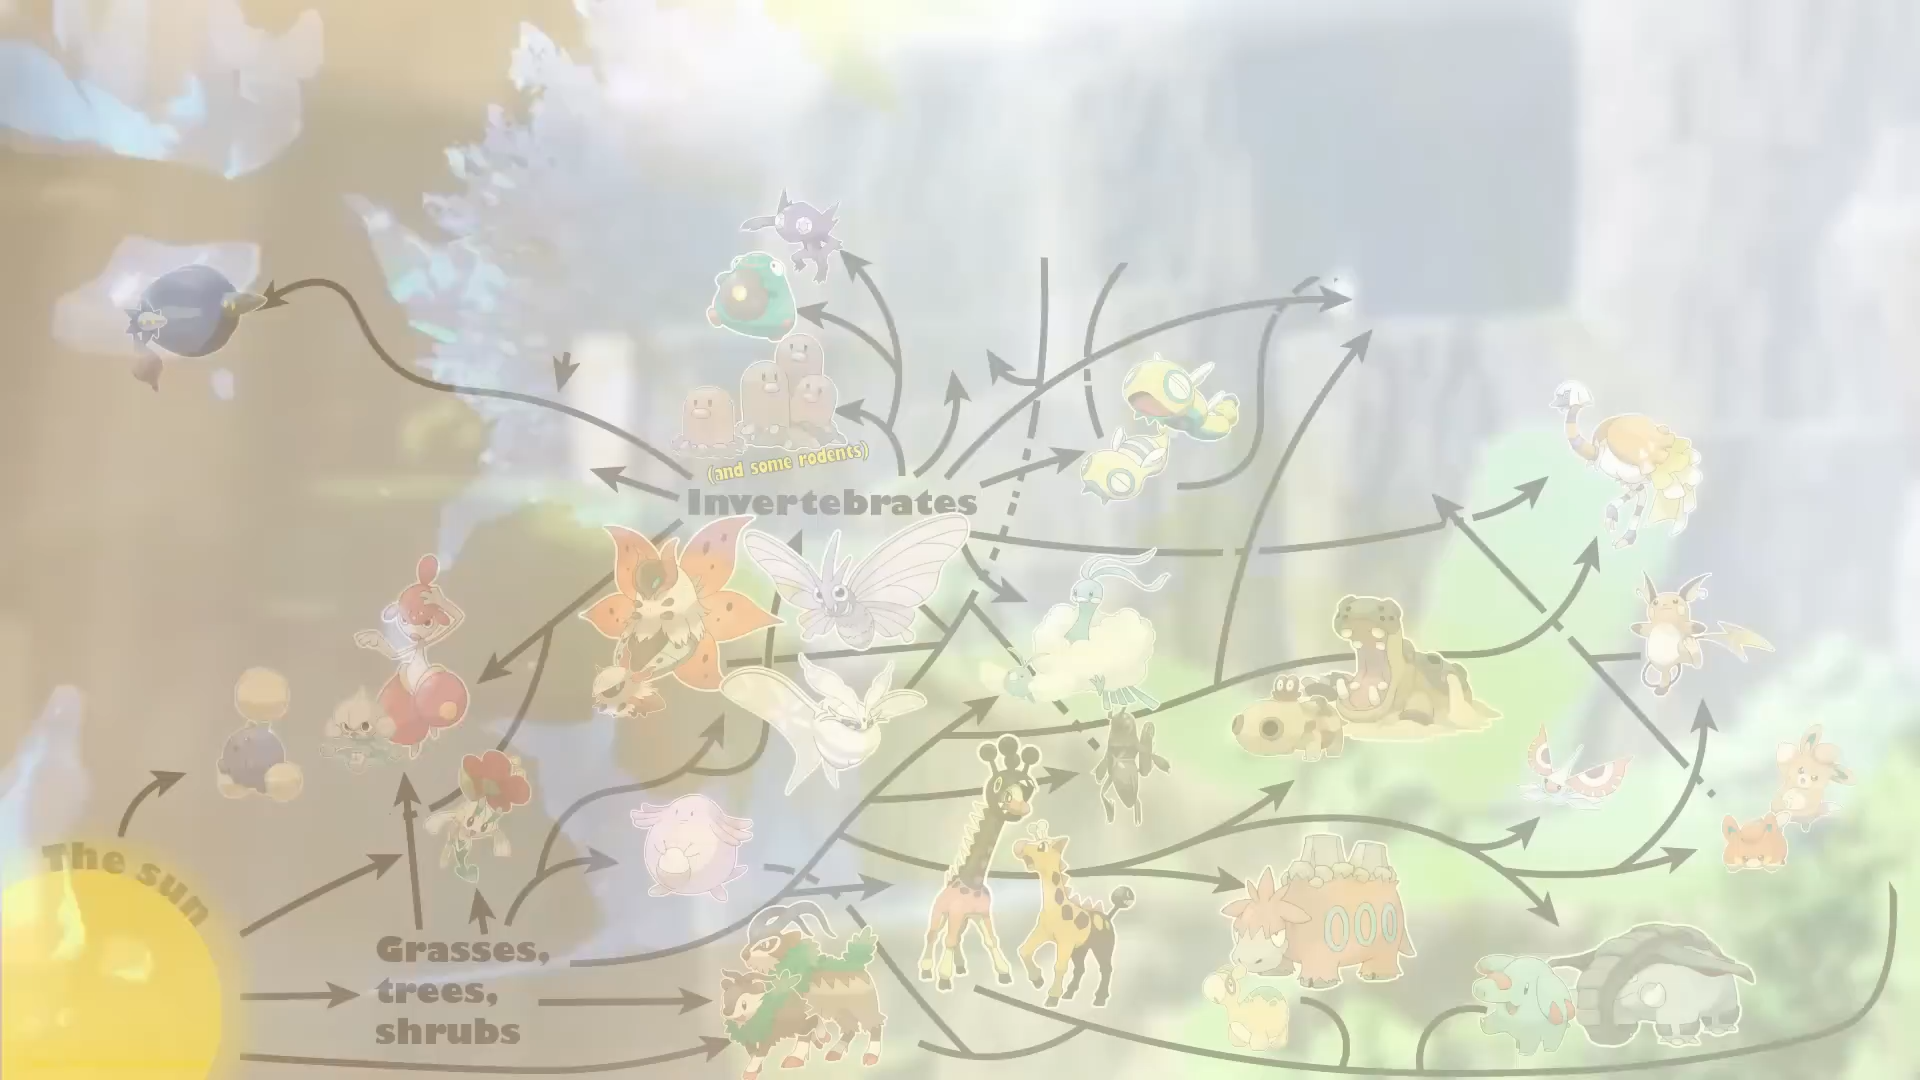 (and some rodents)
Invertebrates
The sun
Grasses,
trees,
shrubs